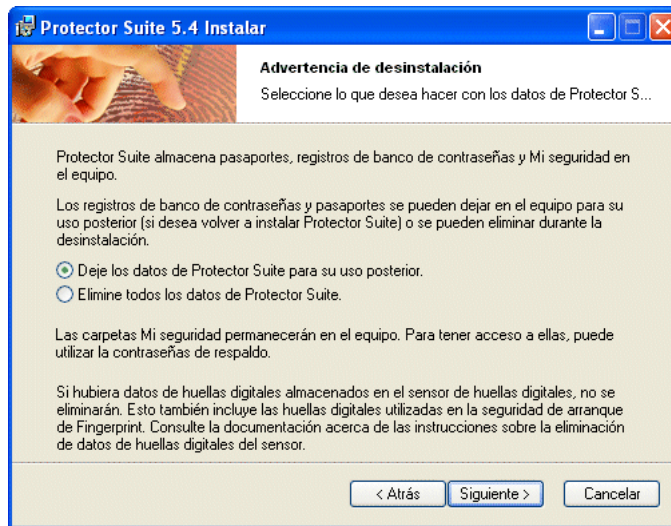 Protector Suite 5.4 Instalar
Advertencia de desinstalación
Seleccione lo que desea hacer con los datos de Protector S...
Protector Suite almacena pasaportes, registros de banco de contraseñas y Mi seguridad en
el equipo.
Los registros de banco de contraseñas y pasaportes se pueden dejar en el equipo para su
uso posterior (si desea volver a instalar Protector Suite) o se pueden eliminar durante la
desinstalación.
Deje los datos de Protector Suite para su uso posterior.
Elimine todos los datos de Protector Suite.
Las carpetas Mi seguridad permanecerán en el equipo. Para tener acceso a ellas, puede
utilizar la contraseñas de respaldo.
Si hubiera datos de huellas digitales almacenados en el sensor de huellas digitales, no se
eliminarán. Esto también incluye las huellas digitales utilizadas en la seguridad de arranque
de Fingerprint. Consulte la documentación acerca de las instrucciones sobre la eliminación
de datos de huellas digitales del sensor.
< Atrás Siguiente > Cancelar